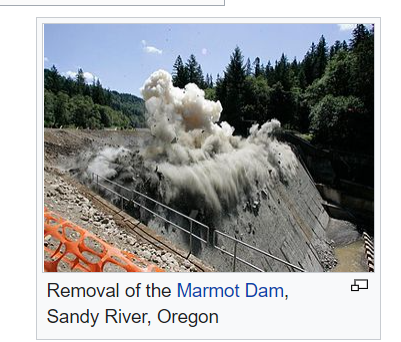 Removal of the Marmot Dam,
Sandy River, Oregon